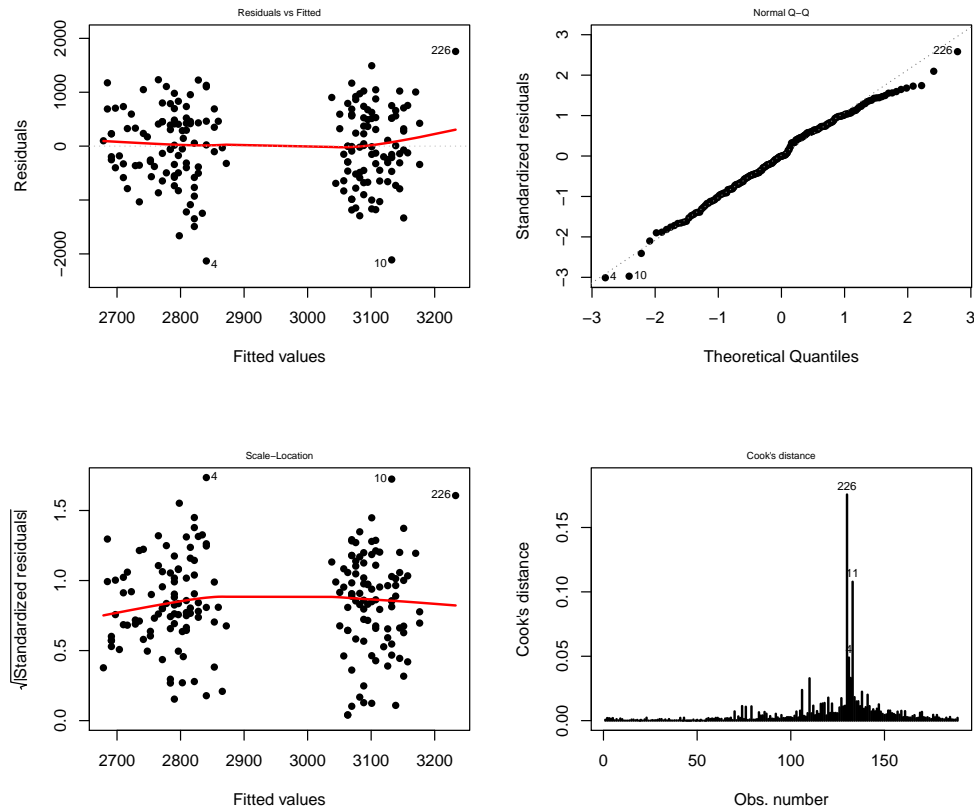 Residuals vs Fitted
Residuals
2000
1000
0
−2000
226
4
10
2700 2800 2900 3000 3100 3200
Fitted values
Normal Q−Q
Standardized residuals
3
2
1
0
−1
−2
−3
226
4
10
−3 −2 −1 0 1 2 3
Theoretical Quantiles
Scale−Location
√|Standardized residuals|
1.5
1.0
0.5
0.0
4
10
226
2700 2800 2900 3000 3100 3200
Fitted values
Cook's distance
Cook's distance
0.15
0.10
0.05
0.00
226
11
4
0 50 100 150
Obs. number